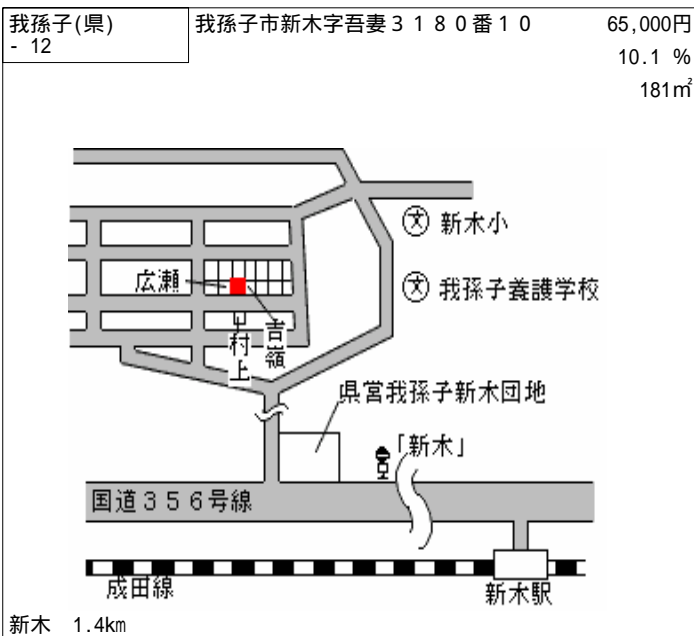 我孫子(県)
- 12
我孫子市新木字吾妻３１８０番１０
65,000円
10.1 %
181㎡
文 新木小
広瀬
文 我孫子養護学校
吉嶺
村上
県営我孫子新木団地
「新木」
国道３５６号線
成田線
新木駅
新木 1.4km